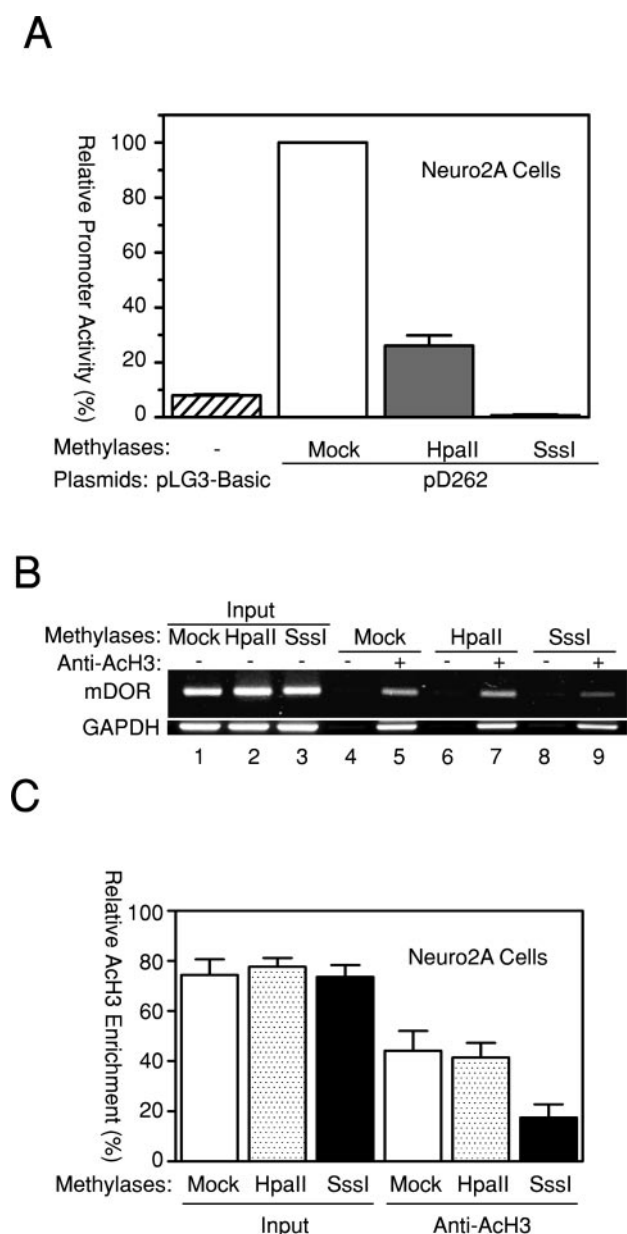 A
Relative Promoter Activity (%)
100
80
60
40
20
0
Neuro2A Cells
Methylases: - Mock HpaII SssI
Plasmids: pLG3-Basic pD262
B
Input
Methylases: Mock HpaII SssI Mock HpaII SssI
Anti-AcH3: - - - - + - + - +
mDOR
GAPDH
1 2 3 4 5 6 7 8 9
C
Relative AcH3 Enrichment (%)
100
80
60
40
20
0
Neuro2A Cells
Methylases: Mock HpaII SssI Mock HpaII SssI
Input Anti-AcH3